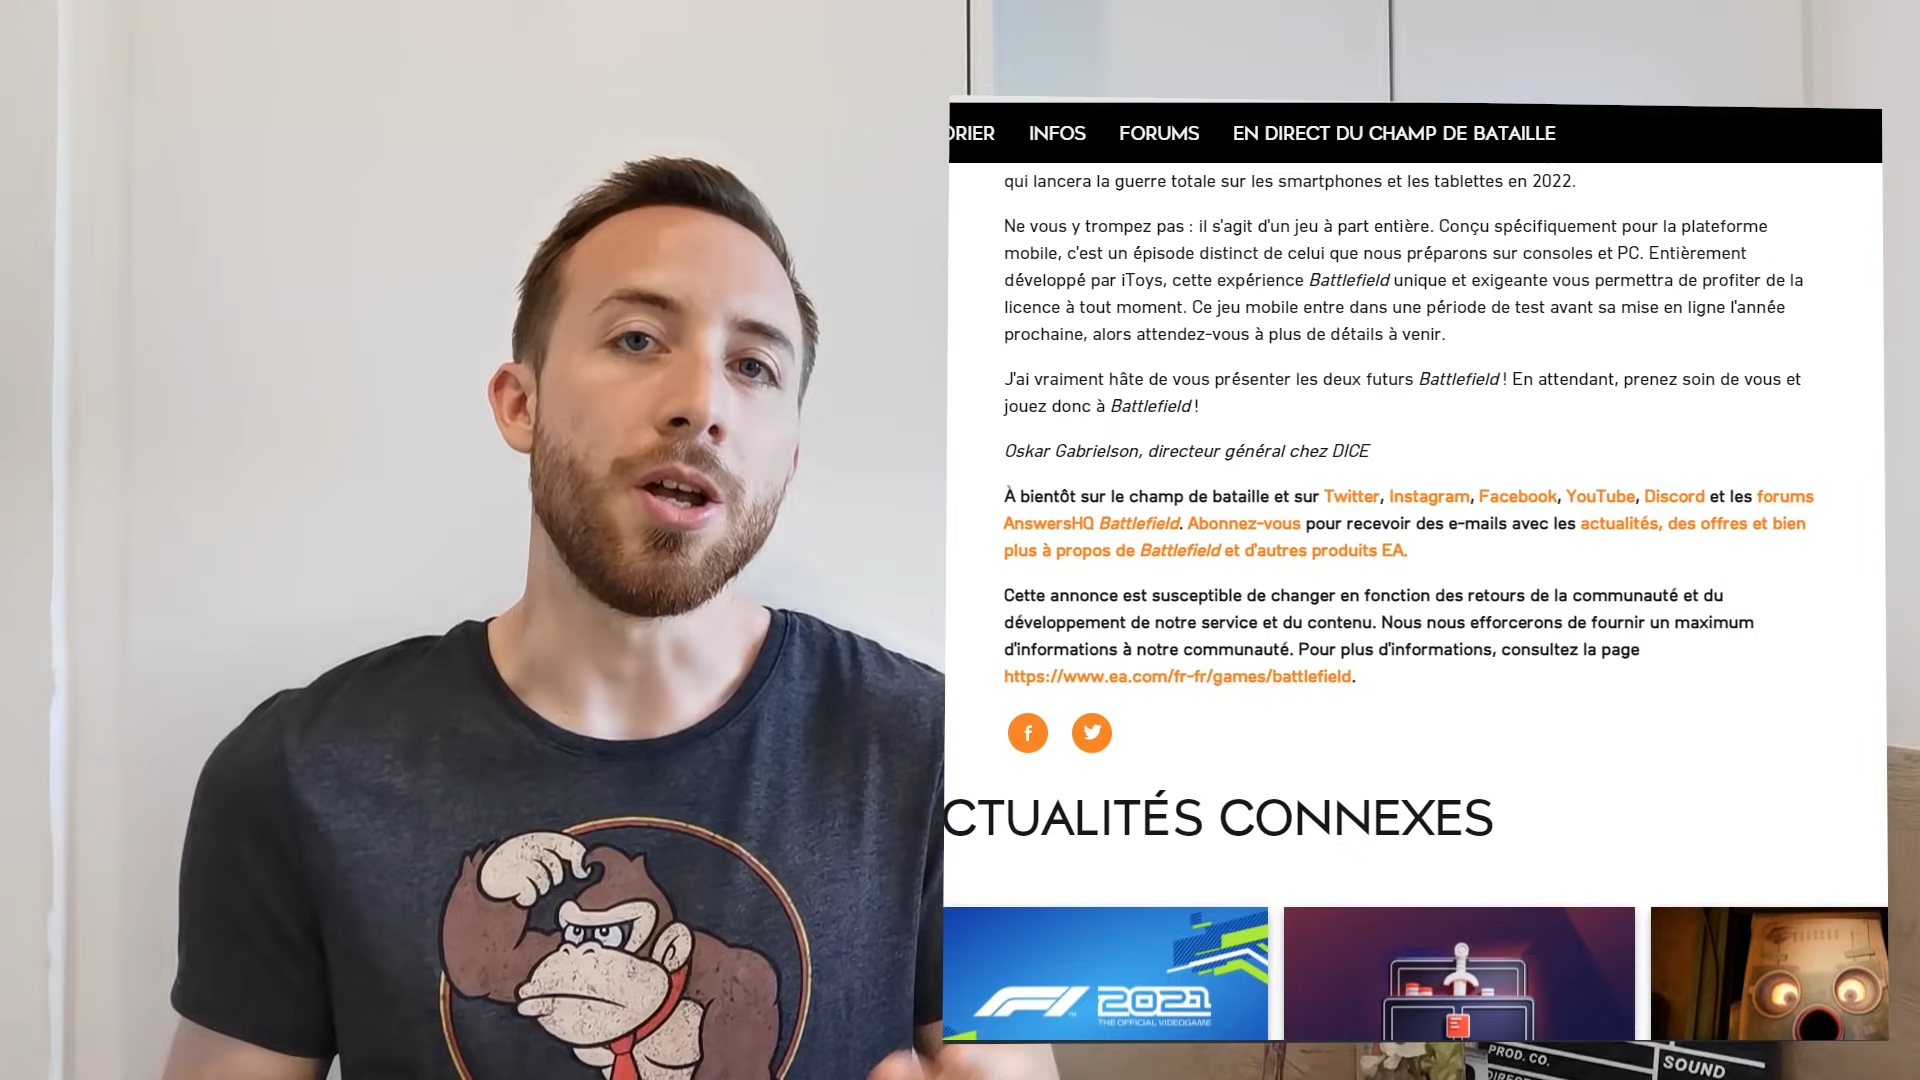 ORIER INFOS FORUMS EN DIRECT DU CHAMP DE BATAILLE
qui lancera la guerre totale sur les smartphones et les tablettes en 2022.
Ne vous y trompez pas : il s'agit d'un jeu à part entière. Conçu spécifiquement pour la plateforme
mobile, c'est un épisode distinct de celui que nous préparons sur consoles et PC. Entièrement
développé par iToys, cette expérience Battlefield unique et exigeante vous permettra de profiter de la
licence à tout moment. Ce jeu mobile entre dans une période de test avant sa mise en ligne l'année
prochaine, alors attendez-vous à plus de détails à venir.
J'ai vraiment hâte de vous présenter les deux futurs Battlefield ! En attendant, prenez soin de vous et
jouez donc à Battlefield !
Oskar Gabrielson, directeur général chez DICE
À bientôt sur le champ de bataille et sur Twitter, Instagram, Facebook, YouTube, Discord et les forums
AnswersHQ Battlefield. Abonnez-vous pour recevoir des e-mails avec les actualités, des offres et bien
plus à propos de Battlefield et d'autres produits EA.
Cette annonce est susceptible de changer en fonction des retours de la communauté et du
développement de notre service et du contenu. Nous nous efforcerons de fournir un maximum
d'informations à notre communauté. Pour plus d'informations, consultez la page
https://www.ea.com/fr-fr/games/battlefield.
CTUALITÉS CONNEXES
F1 2021
THE OFFICIAL VIDEOGAME
PROD. CO.
SOUND